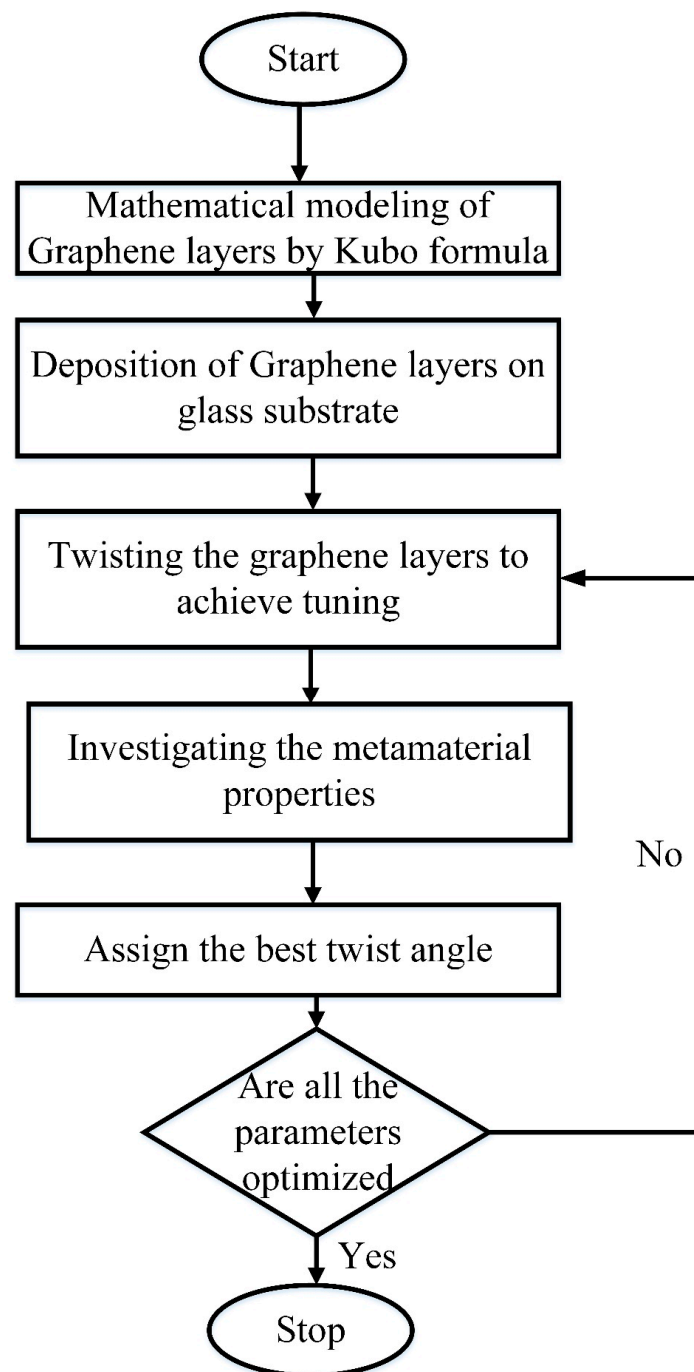 Start
Mathematical modeling of
Graphene layers by Kubo formula
Deposition of Graphene layers on
glass substrate
Twisting the graphene layers to
achieve tuning
Investigating the metamaterial
properties
No
Assign the best twist angle
Are all the
parameters
optimized
Yes
Stop